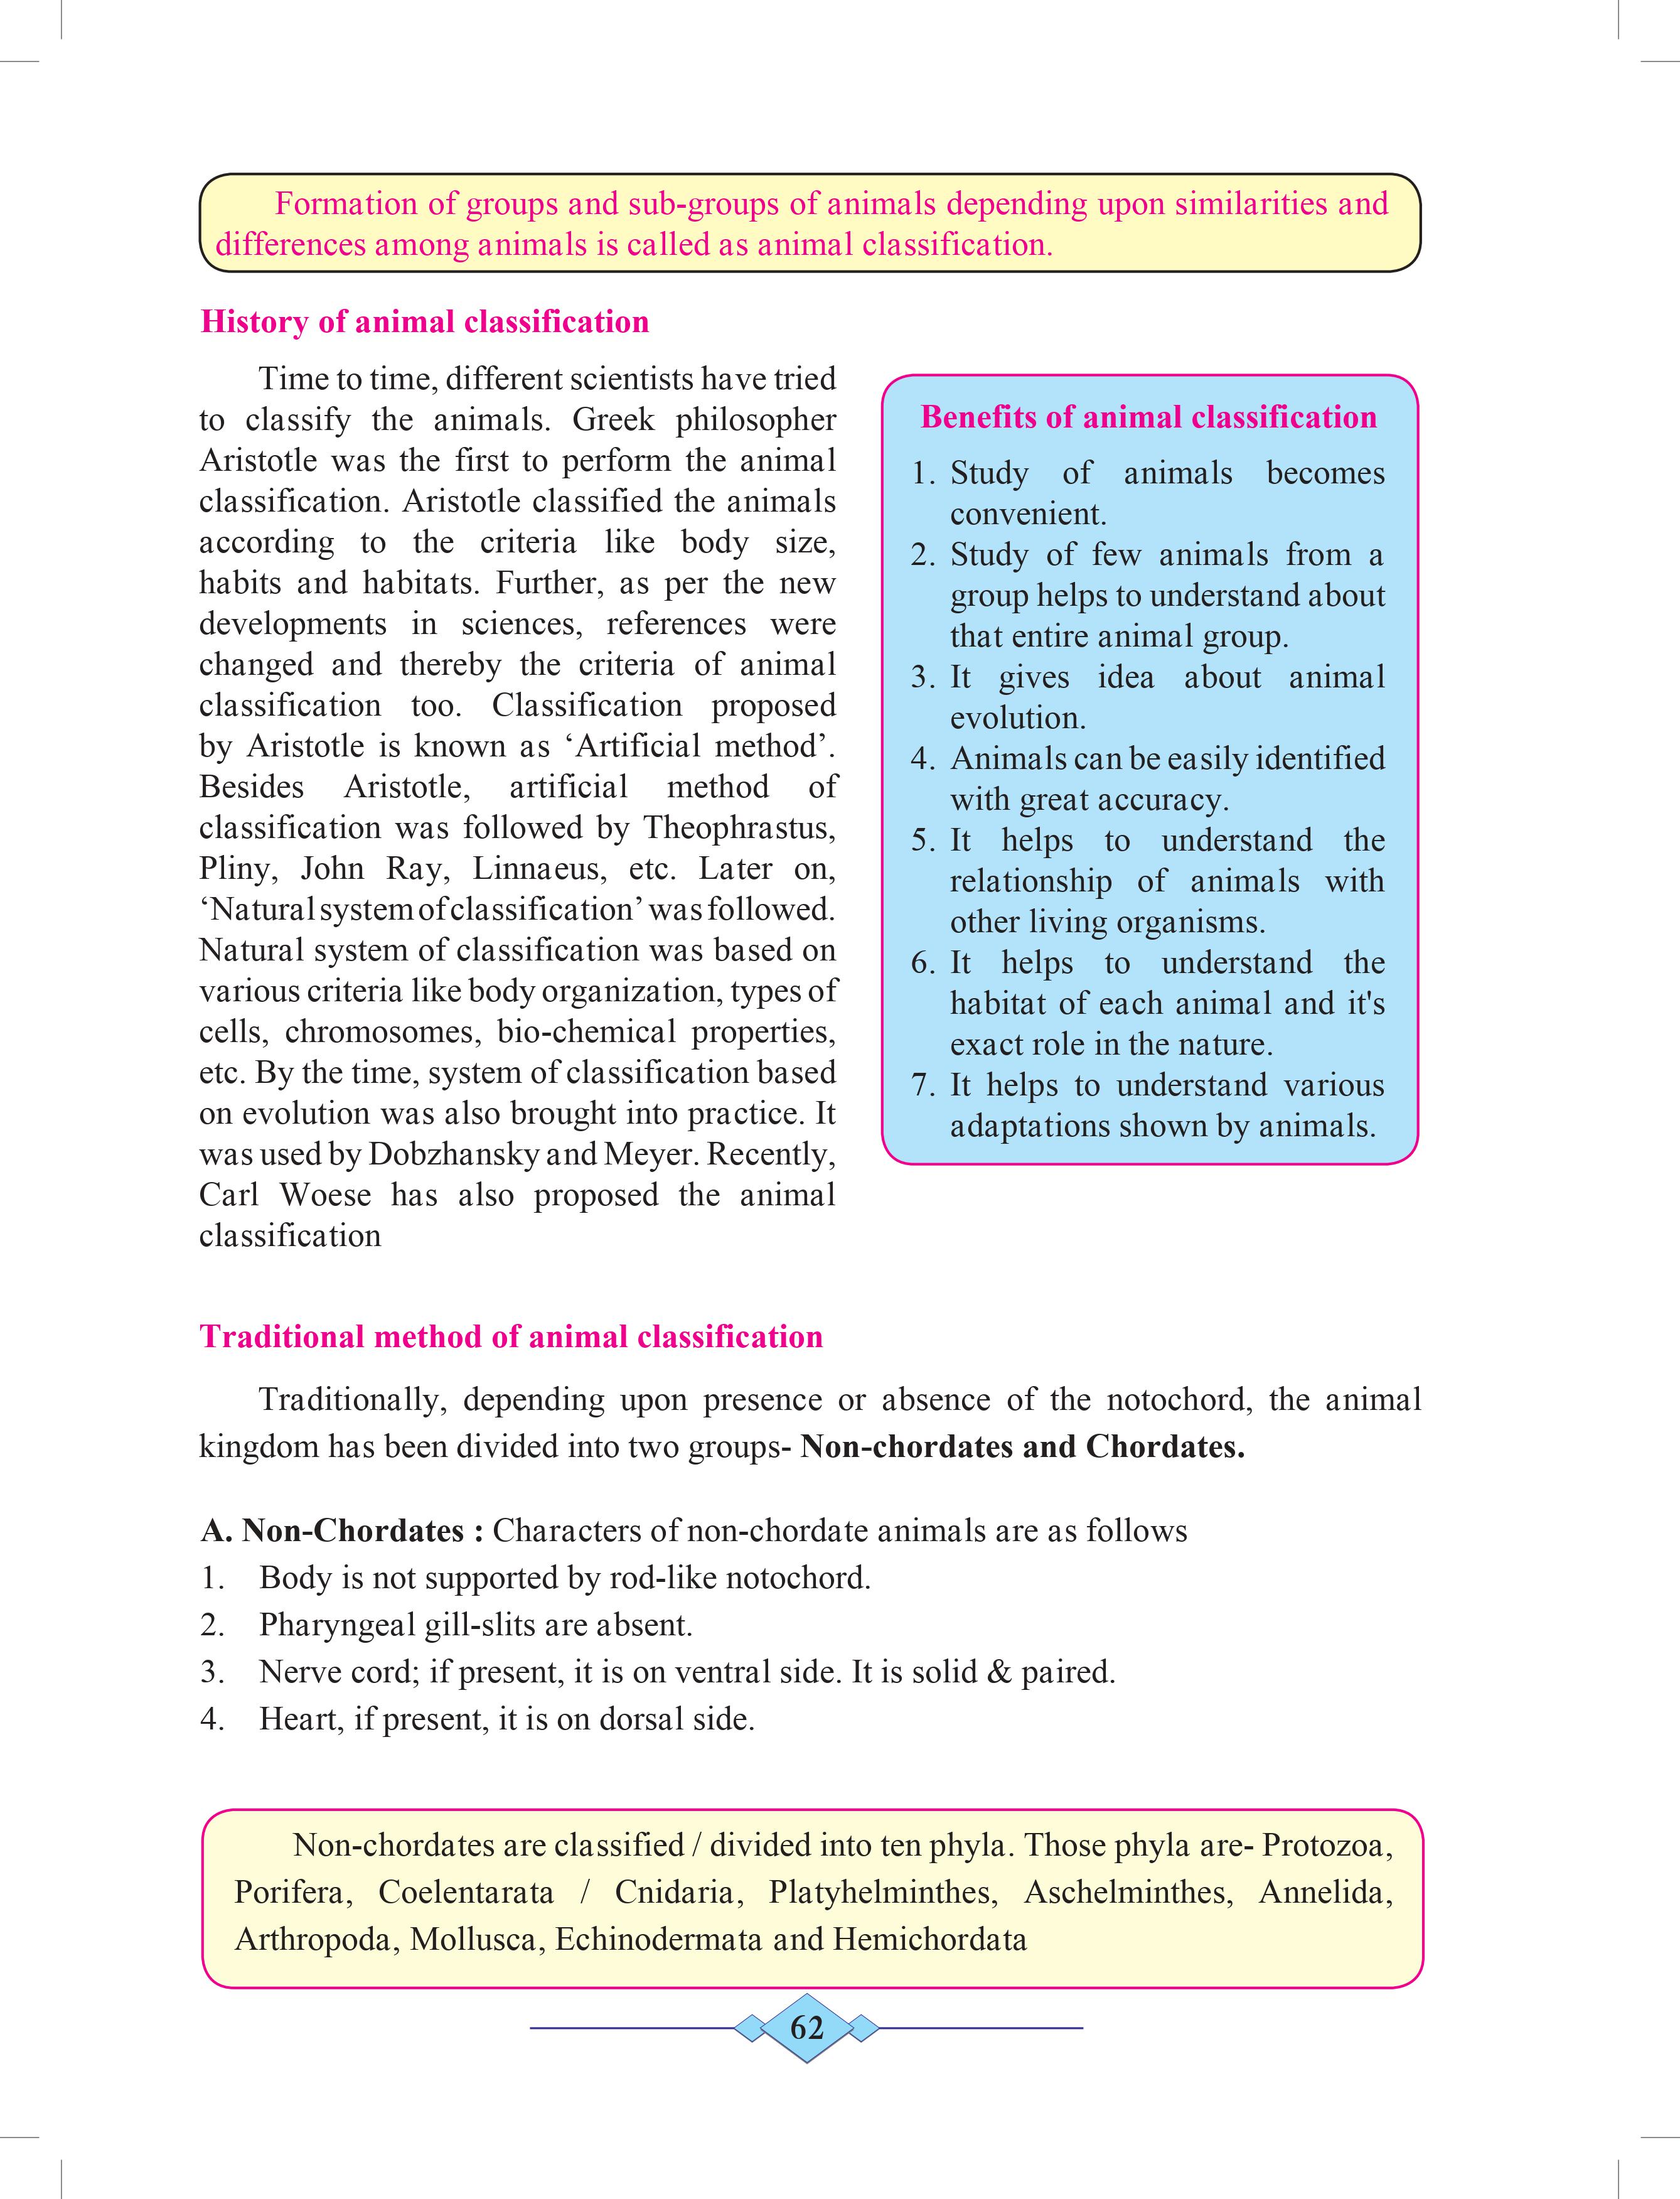 Formation of groups and sub-groups of animals depending upon similarities and
differences among animals is called as animal classification.
History of animal classification
Time to time, different scientists have tried
to classify the animals. Greek philosopher
Aristotle was the first to perform the animal
classification. Aristotle classified the animals
according to the criteria like body size,
habits and habitats. Further, as per the new
developments in sciences, references were
changed and thereby the criteria of animal
classification too. Classification proposed
by Aristotle is known as ‘Artificial method’.
Besides Aristotle, artificial method of
classification was followed by Theophrastus,
Pliny, John Ray, Linnaeus, etc. Later on,
‘Natural system of classification’ was followed.
Natural system of classification was based on
various criteria like body organization, types of
cells, chromosomes, bio-chemical properties,
etc. By the time, system of classification based
on evolution was also brought into practice. It
was used by Dobzhansky and Meyer. Recently,
Carl Woese has also proposed the animal
classification
Benefits of animal classification
1. Study of animals becomes
convenient.
2. Study of few animals from a
group helps to understand about
that entire animal group.
3. It gives idea about animal
evolution.
4. Animals can be easily identified
with great accuracy.
5. It helps to understand the
relationship of animals with
other living organisms.
6. It helps to understand the
habitat of each animal and it's
exact role in the nature.
7. It helps to understand various
adaptations shown by animals.
Traditional method of animal classification
Traditionally, depending upon presence or absence of the notochord, the animal
kingdom has been divided into two groups- Non-chordates and Chordates.
A. Non-Chordates : Characters of non-chordate animals are as follows
1. Body is not supported by rod-like notochord.
2. Pharyngeal gill-slits are absent.
3. Nerve cord; if present, it is on ventral side. It is solid & paired.
4. Heart, if present, it is on dorsal side.
Non-chordates are classified / divided into ten phyla. Those phyla are- Protozoa,
Porifera, Coelentarata / Cnidaria, Platyhelminthes, Aschelminthes, Annelida,
Arthropoda, Mollusca, Echinodermata and Hemichordata
62